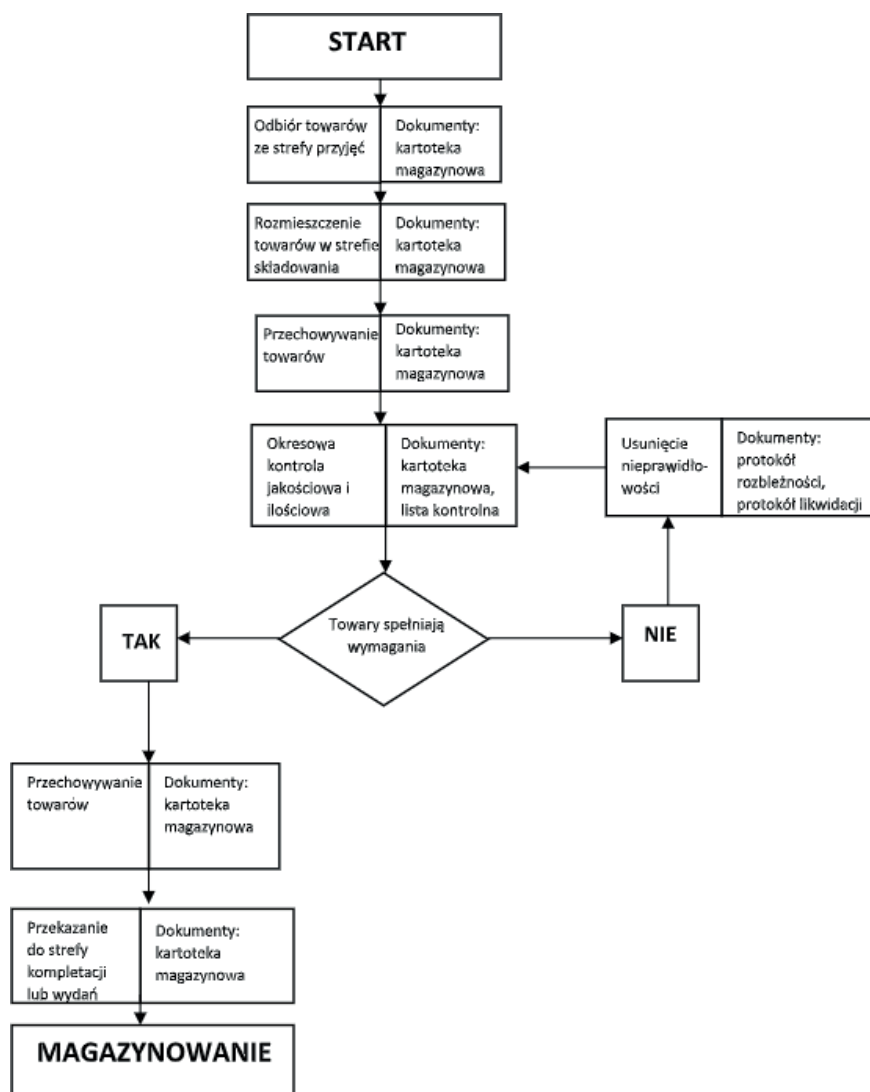 START
Odbiór towarów
ze strefy przyjęć
Dokumenty:
kartoteka
magazynowa
Rozmieszczenie
towarów w strefie
składowania
Dokumenty:
kartoteka
magazynowa
Przechowywanie
towarów
Dokumenty:
kartoteka
magazynowa
Okresowa
kontrola
jakościowa i
ilościowa
Dokumenty:
kartoteka
magazynowa,
lista kontrolna
Usunięcie
nieprawidło-
wości
Dokumenty:
protokół
rozbieżności,
protokół likwidacji
TAK
Towary spełniają
wymagania
NIE
Przechowywanie
towarów
Dokumenty:
kartoteka
magazynowa
Przekazanie
do strefy
kompletacji
lub wydań
Dokumenty:
kartoteka
magazynowa
MAGAZYNOWANIE